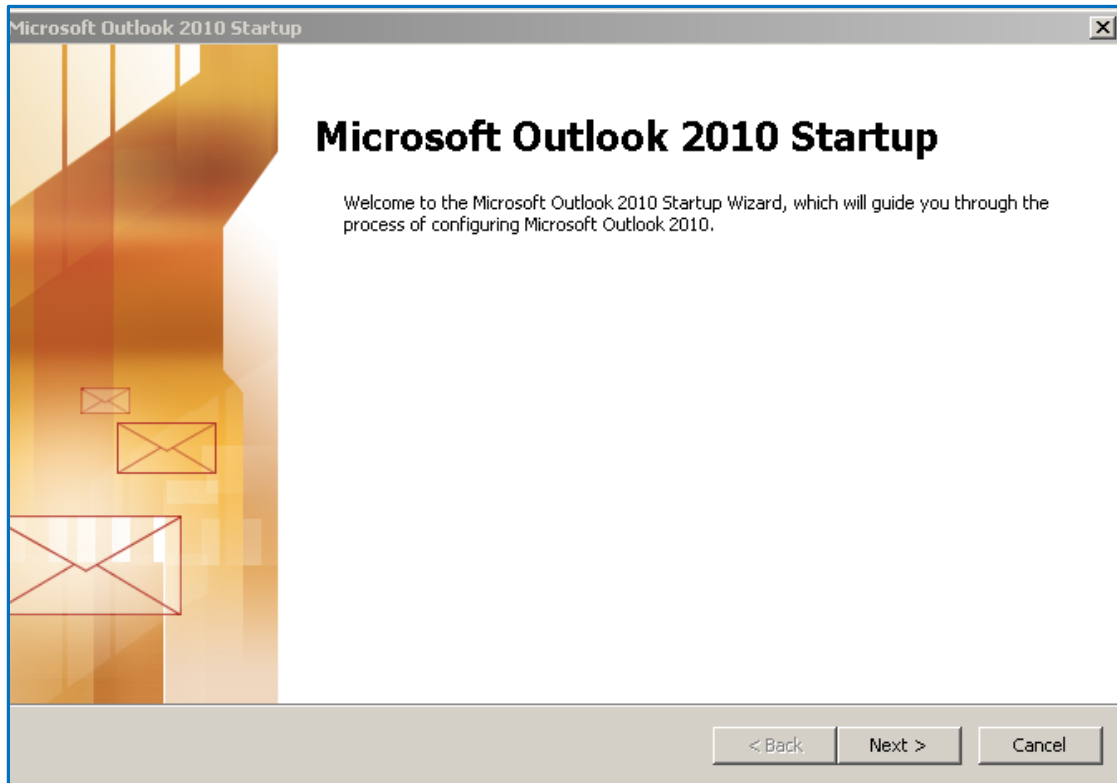 Microsoft Outlook 2010 Startup
Microsoft Outlook 2010 Startup
Welcome to the Microsoft Outlook 2010 Startup Wizard, which will guide you through the
process of configuring Microsoft Outlook 2010.
< Back
Next >
Cancel